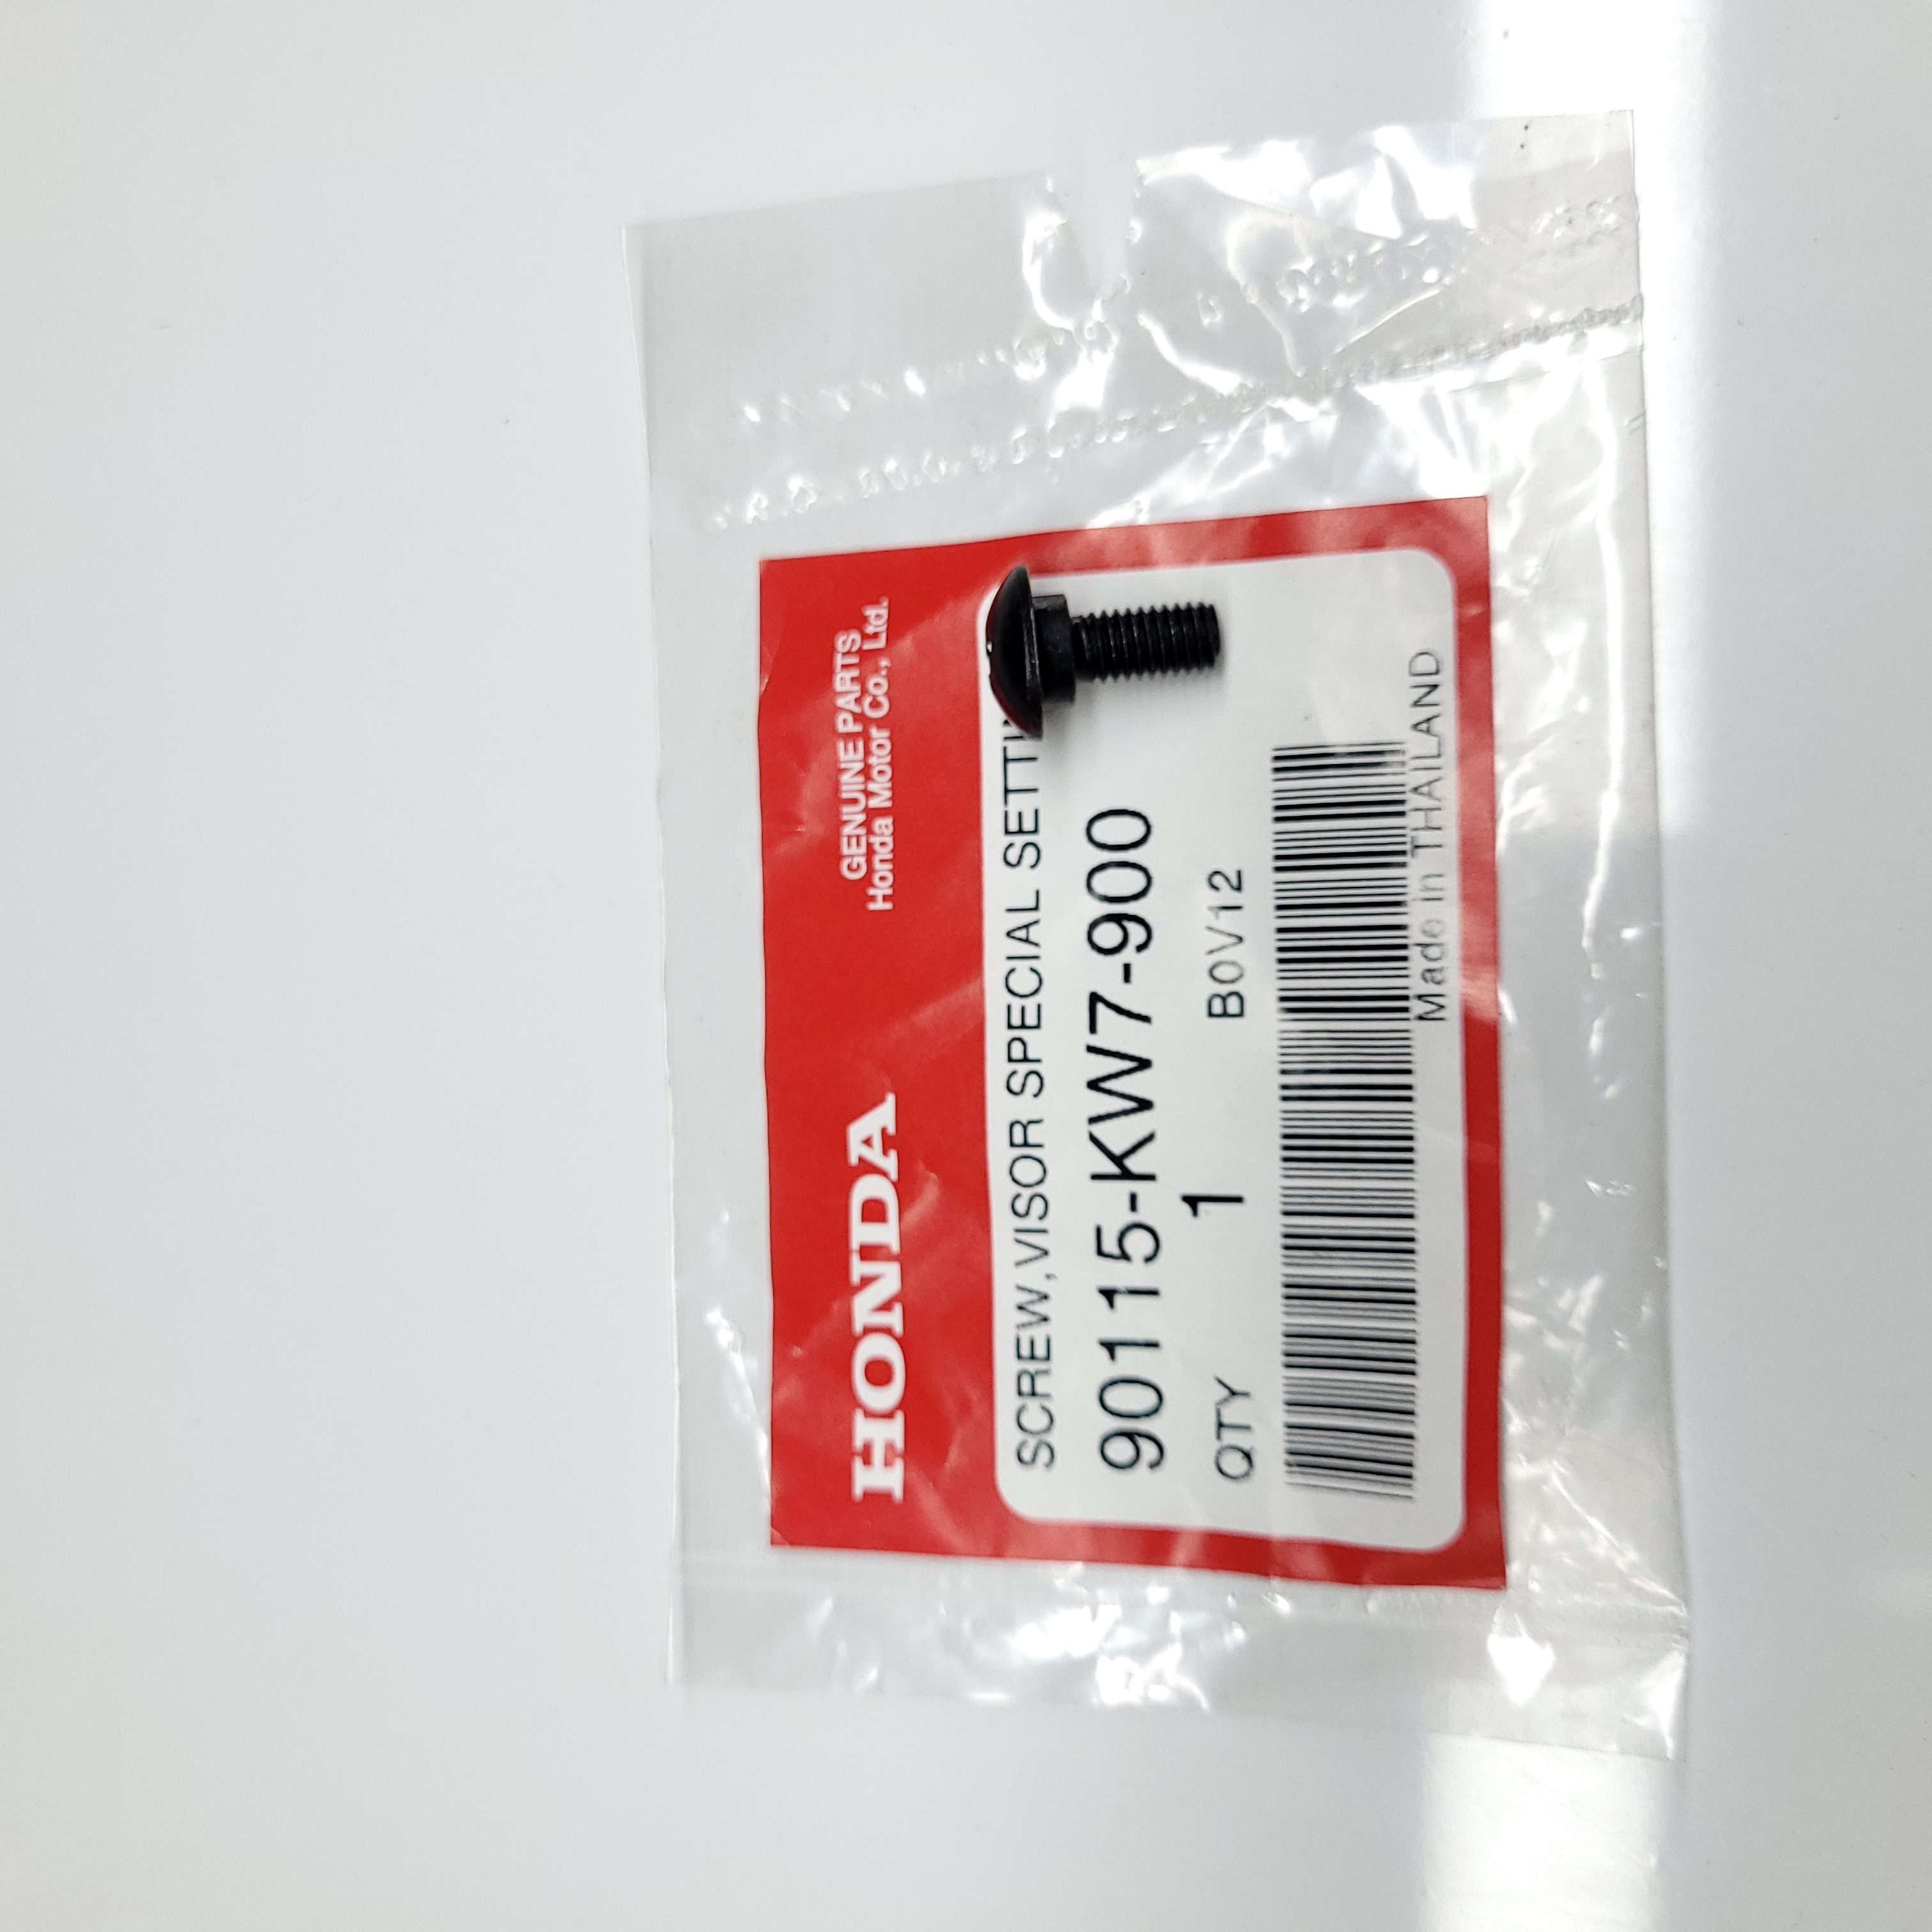 HONDA
GENUINE PARTS
Honda Motor Co., Ltd.
SCREW,VISOR SPECIAL
90115-KW7-900
QTY 1 B0V12
Made in THAILAND